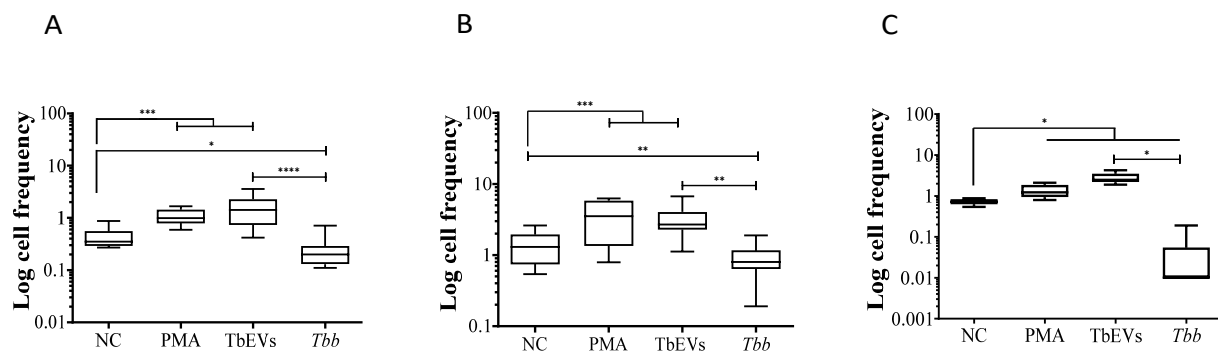 A
B
C
Log cell frequency
100
10
1
0.1
0.01
***
*
****
NC PMA TbEVs Tbb
Log cell frequency
100
10
1
0.1
***
**
**
NC PMA TbEVs Tbb
Log cell frequency
100
10
1
0.1
0.01
0.001
*
*
NC PMA TbEVs Tbb